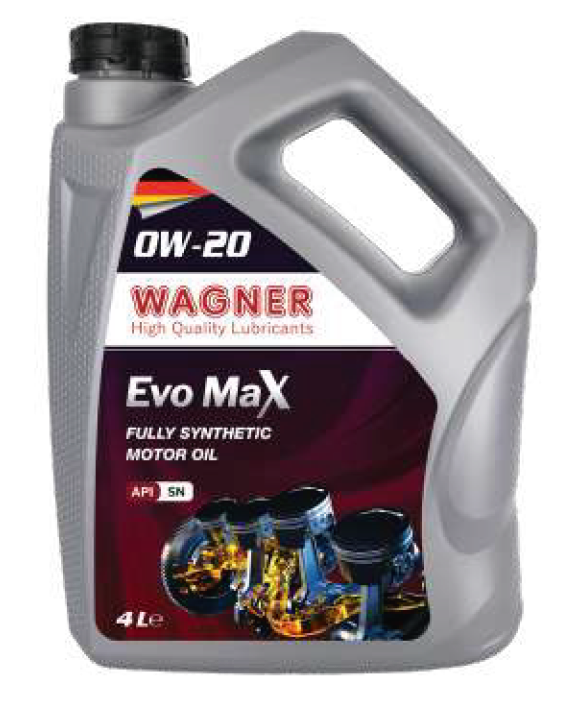 0W-20
WAGNER
High Quality Lubricants
Evo MaX
FULLY SYNTHETIC
MOTOR OIL
API SN
4 L℮